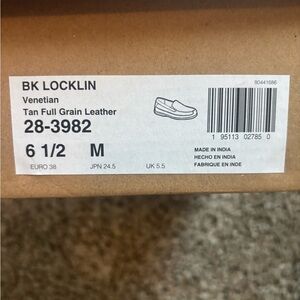 BK LOCKLIN
80441686
Venetian
Tan Full Grain Leather
28-3982
1 95113 02785 0
6 1/2 M
MADE IN INDIA
HECHO EN INDIA
FABRIQUE EN INDE
EURO 38 JPN 24.5 UK 5.5